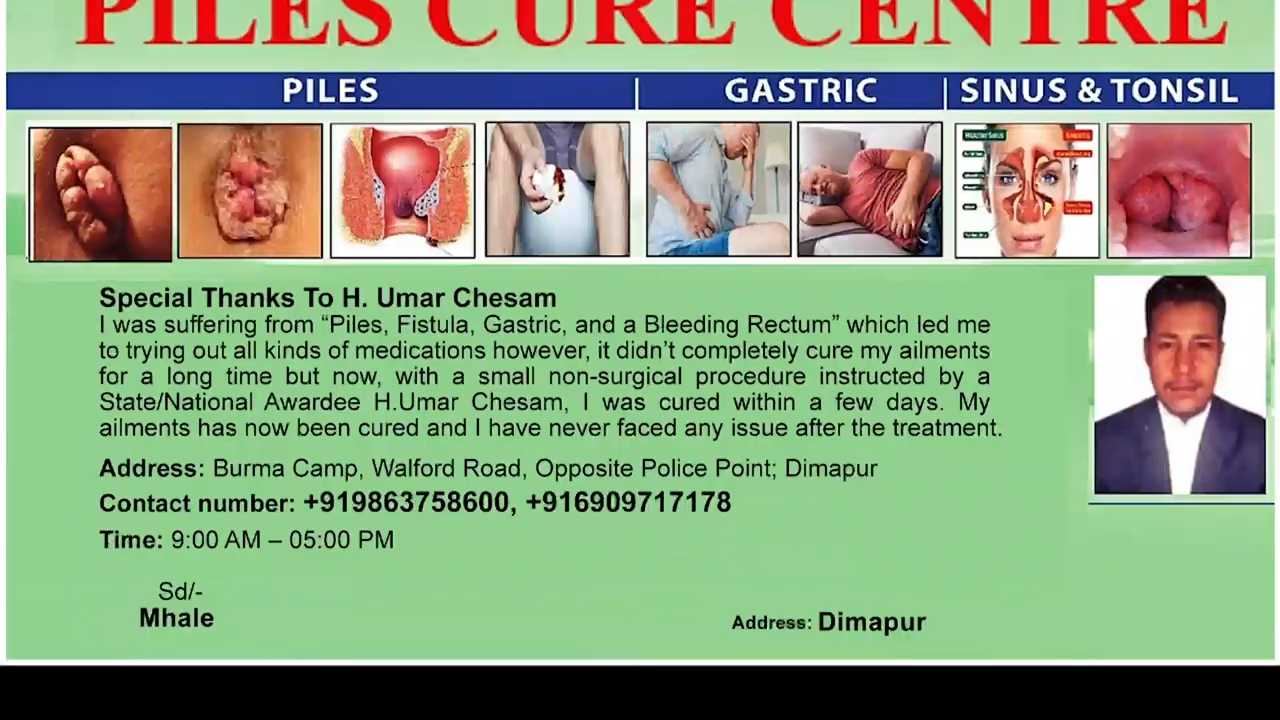 PILES CURE CENTRE
PILES
GASTRIC
SINUS & TONSIL
Special Thanks To H. Umar Chesam
I was suffering from “Piles, Fistula, Gastric, and a Bleeding Rectum” which led me
to trying out all kinds of medications however, it didn’t completely cure my ailments
for a long time but now, with a small non-surgical procedure instructed by a
State/National Awardee H.Umar Chesam, I was cured within a few days. My
ailments has now been cured and I have never faced any issue after the treatment.
Address: Burma Camp, Walford Road, Opposite Police Point; Dimapur
Contact number: +919863758600, +916909717178
Time: 9:00 AM – 05:00 PM
Sd/-
Mhale
Address: Dimapur